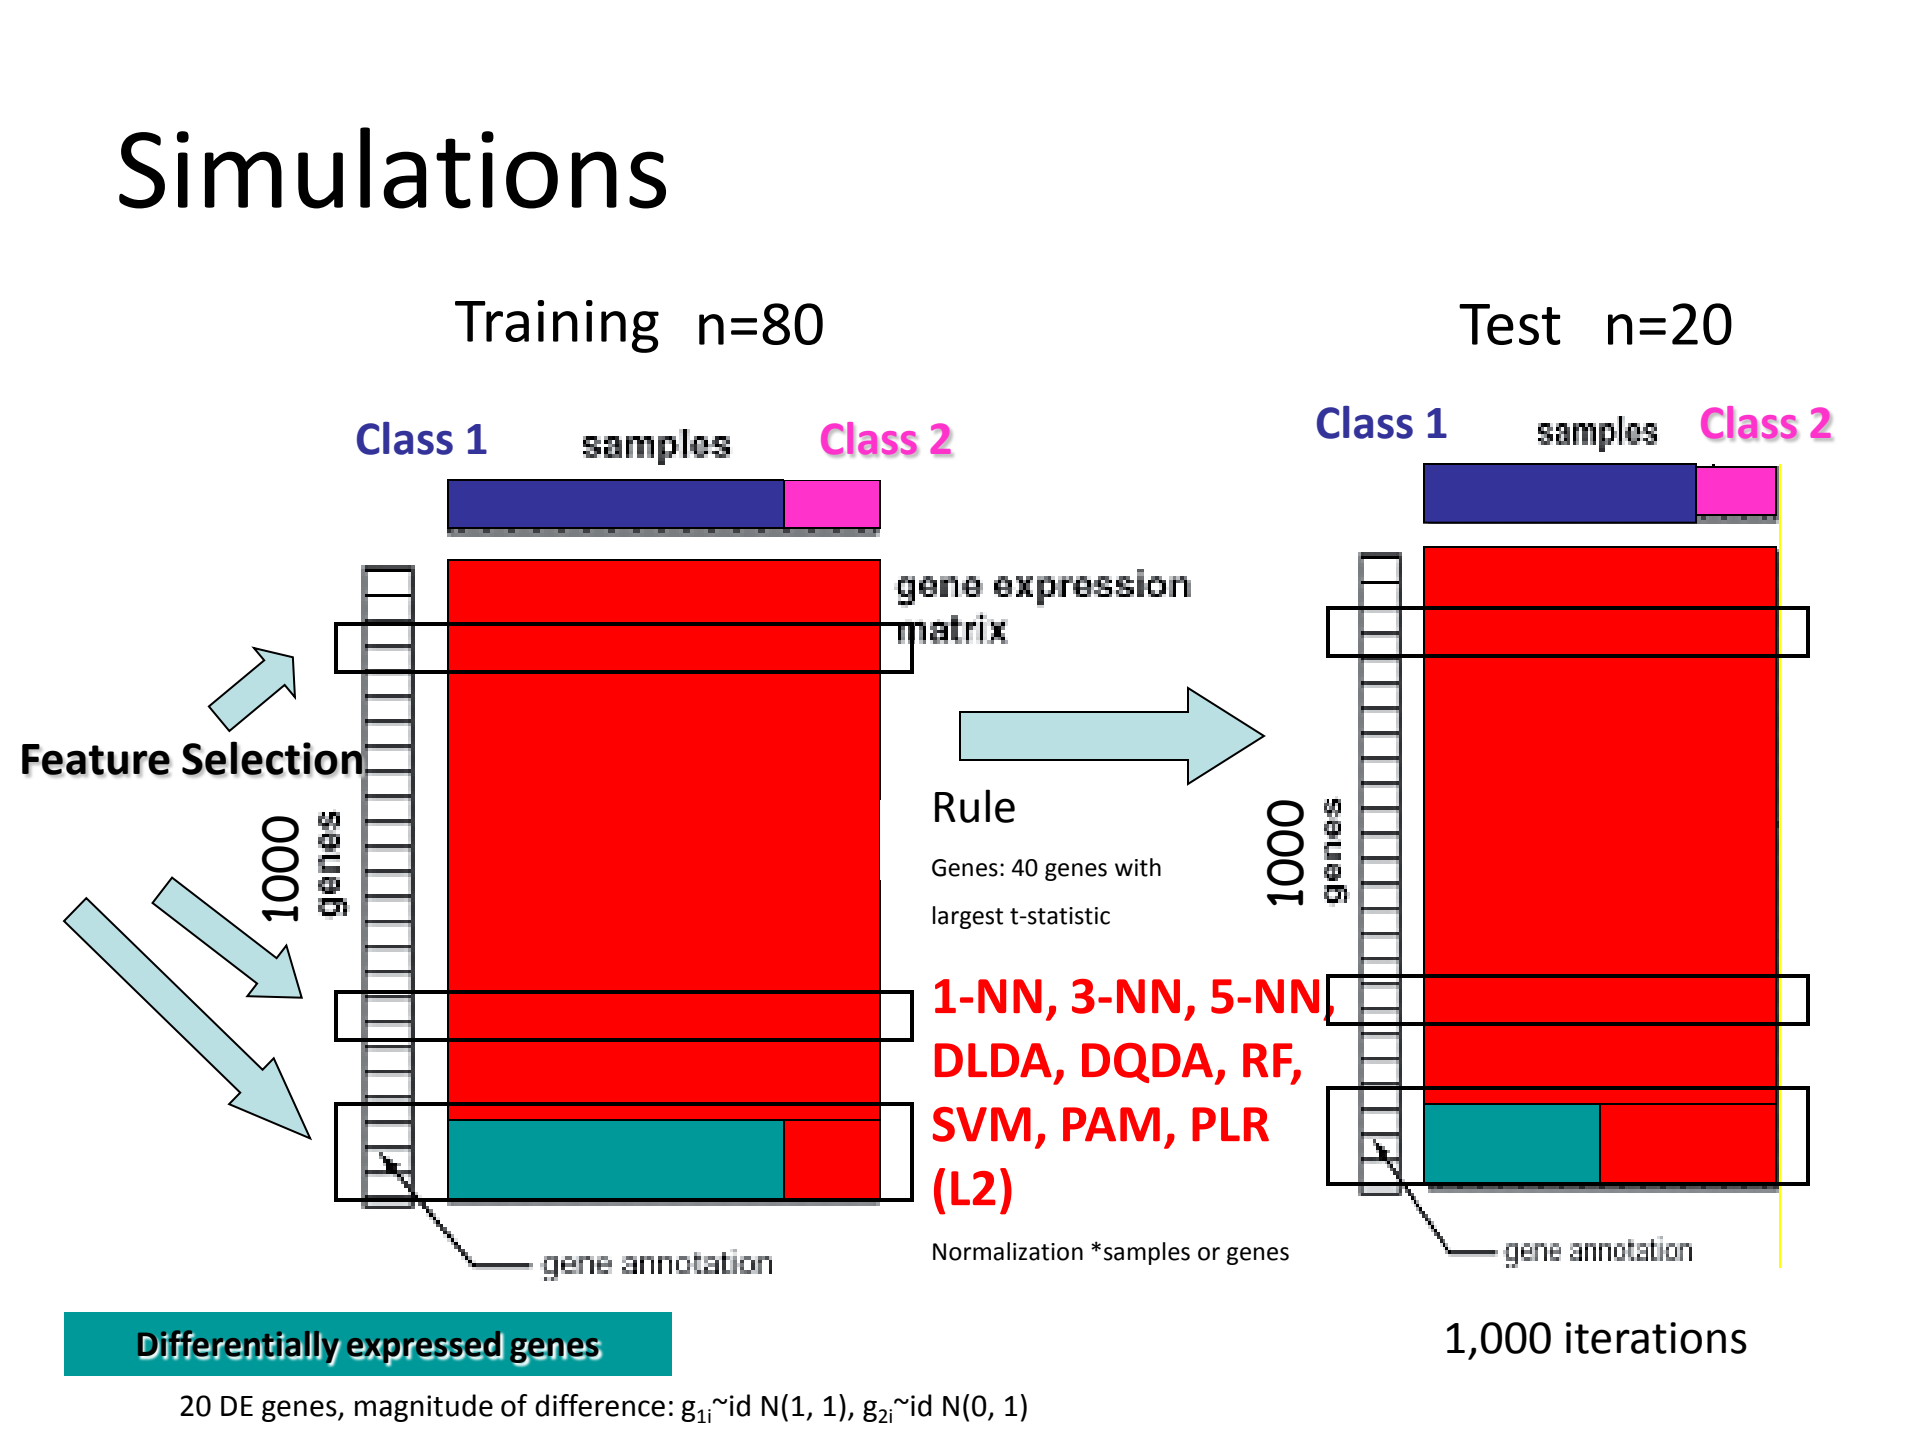 Simulations
Training n=80
Test n=20
Class 1
samples
Class 2
Class 1
samples
Class 2
gene expression
matrix
Feature Selection
1000
genes
Rule
Genes: 40 genes with
largest t-statistic
1-NN, 3-NN, 5-NN,
DLDA, DQDA, RF,
SVM, PAM, PLR
(L2)
Normalization *samples or genes
1000
genes
gene annotation
gene annotation
Differentially expressed genes
1,000 iterations
20 DE genes, magnitude of difference: g1i~id N(1, 1), g2i~id N(0, 1)